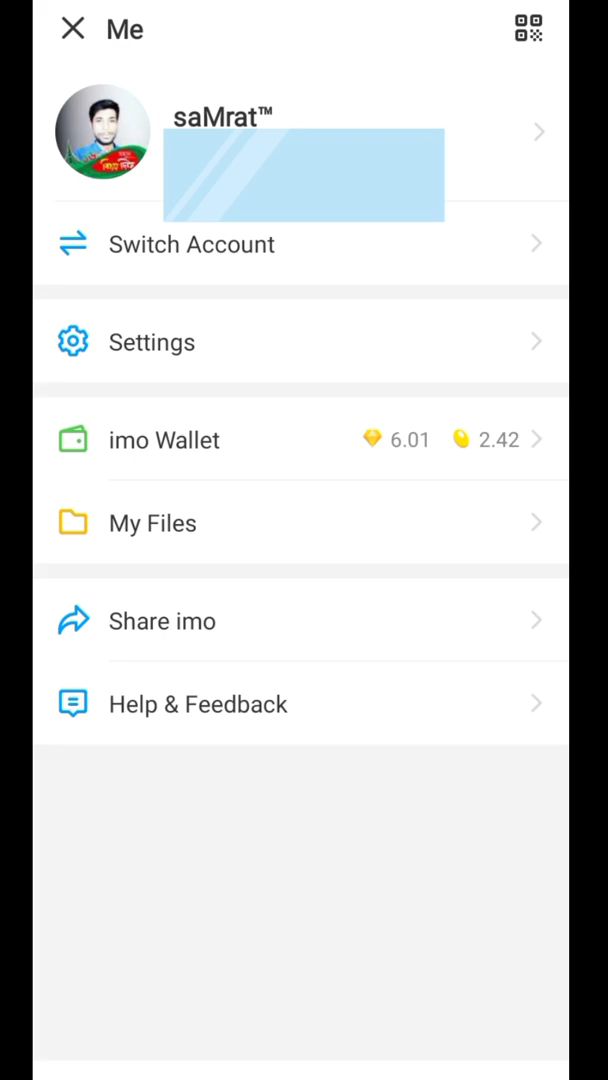 Me
saMrat™
Switch Account
Settings
imo Wallet 6.01 2.42
My Files
Share imo
Help & Feedback